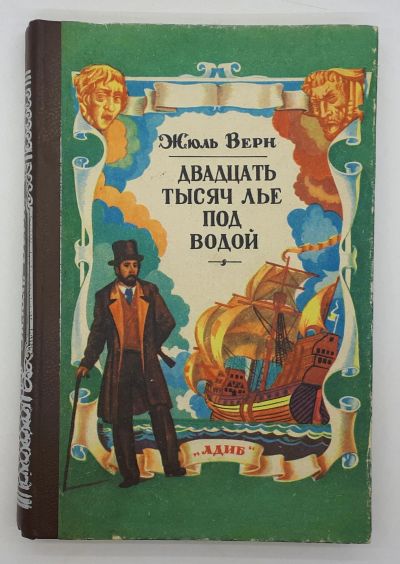 Жюль Верн
ДВАДЦАТЬ
ТЫСЯЧ ЛЬЕ
ПОД
ВОДОЙ
„АДИБ"